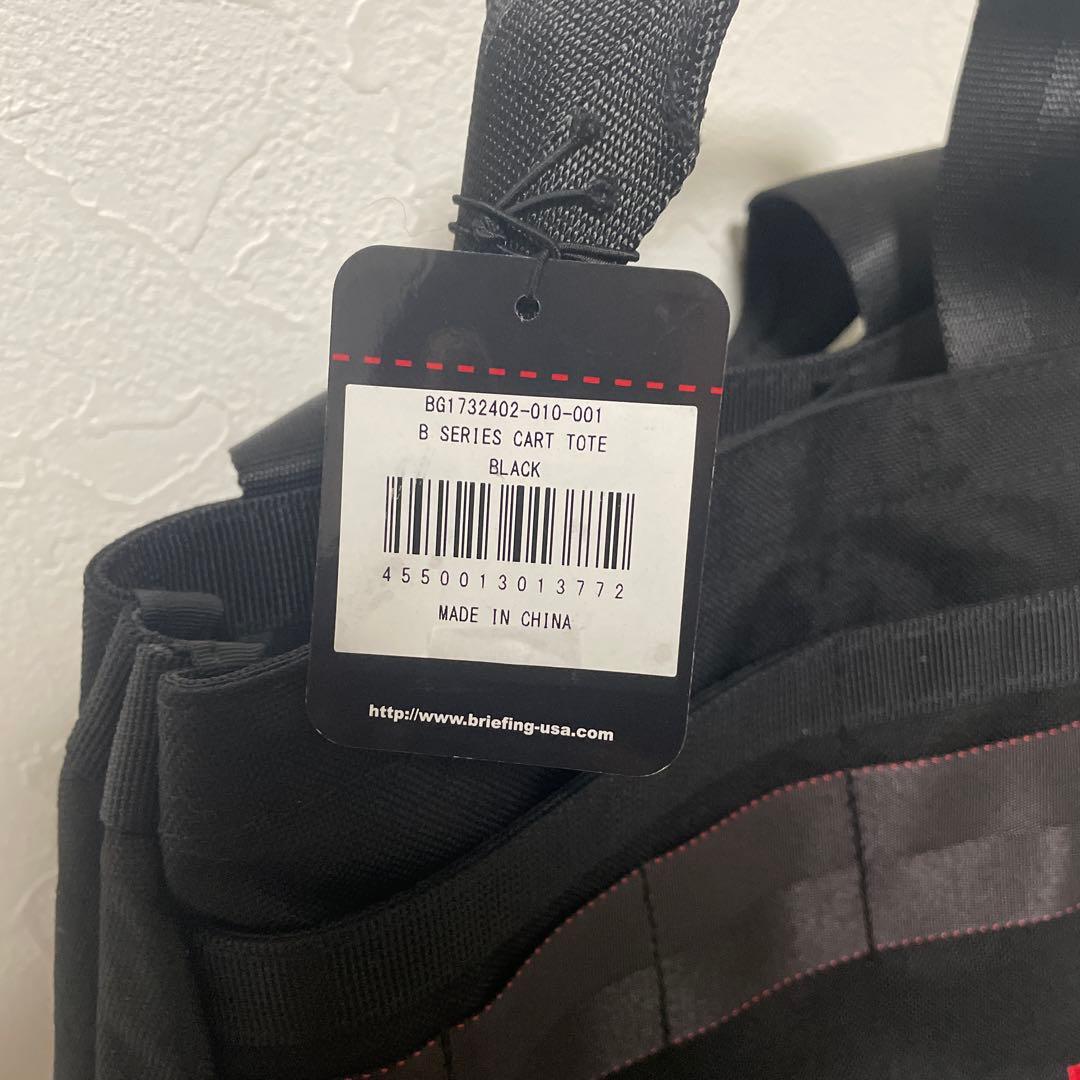 BG1732402-010-001
B SERIES CART TOTE
BLACK
4550013013772
MADE IN CHINA
http://www.briefing-usa.com